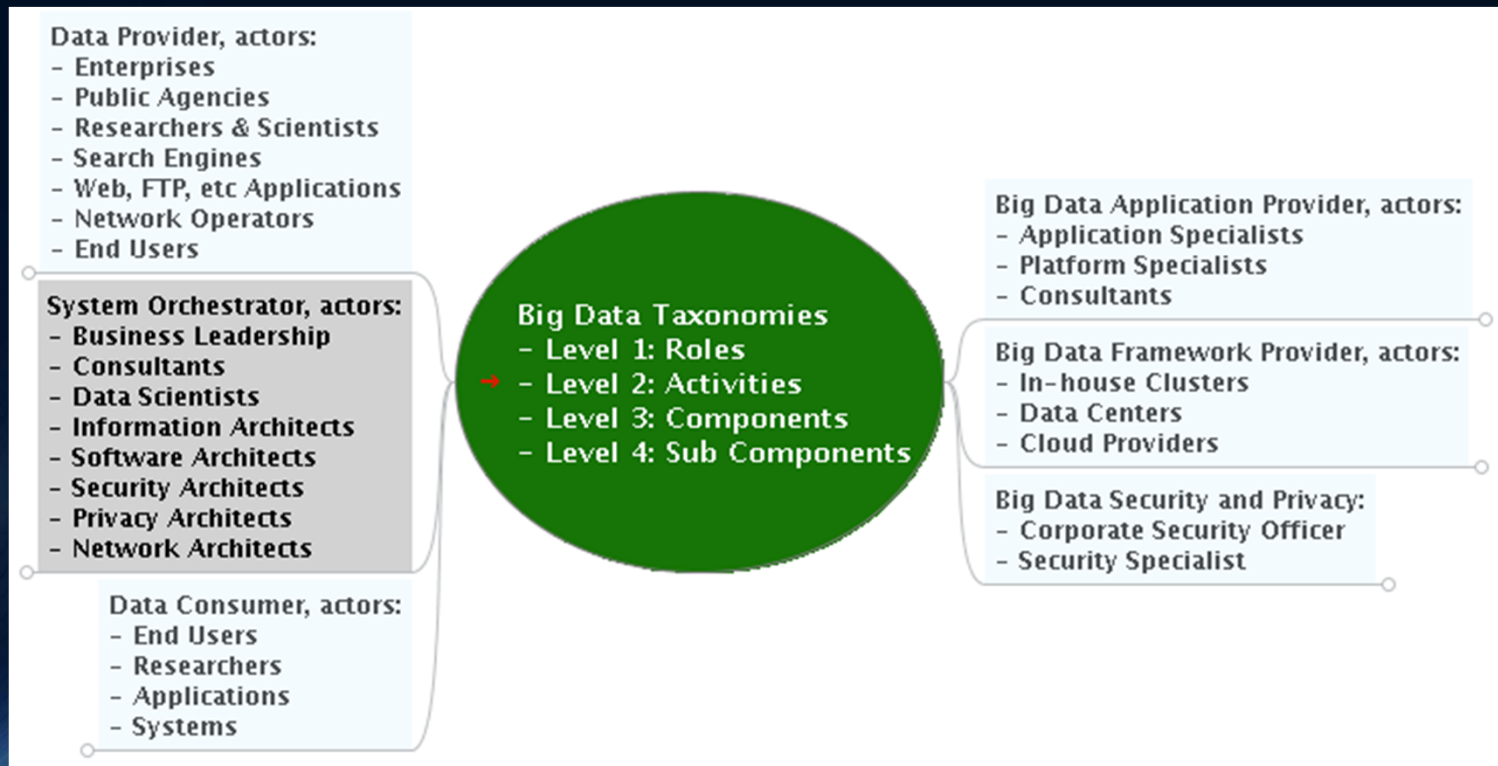 Data Provider, actors:
- Enterprises
- Public Agencies
- Researchers & Scientists
- Search Engines
- Web, FTP, etc Applications
- Network Operators
- End Users
System Orchestrator, actors:
- Business Leadership
- Consultants
- Data Scientists
- Information Architects
- Software Architects
- Security Architects
- Privacy Architects
- Network Architects
Data Consumer, actors:
- End Users
- Researchers
- Applications
- Systems
Big Data Taxonomies
- Level 1: Roles
- Level 2: Activities
- Level 3: Components
- Level 4: Sub Components
Big Data Application Provider, actors:
- Application Specialists
- Platform Specialists
- Consultants
Big Data Framework Provider, actors:
- In-house Clusters
- Data Centers
- Cloud Providers
Big Data Security and Privacy:
- Corporate Security Officer
- Security Specialist